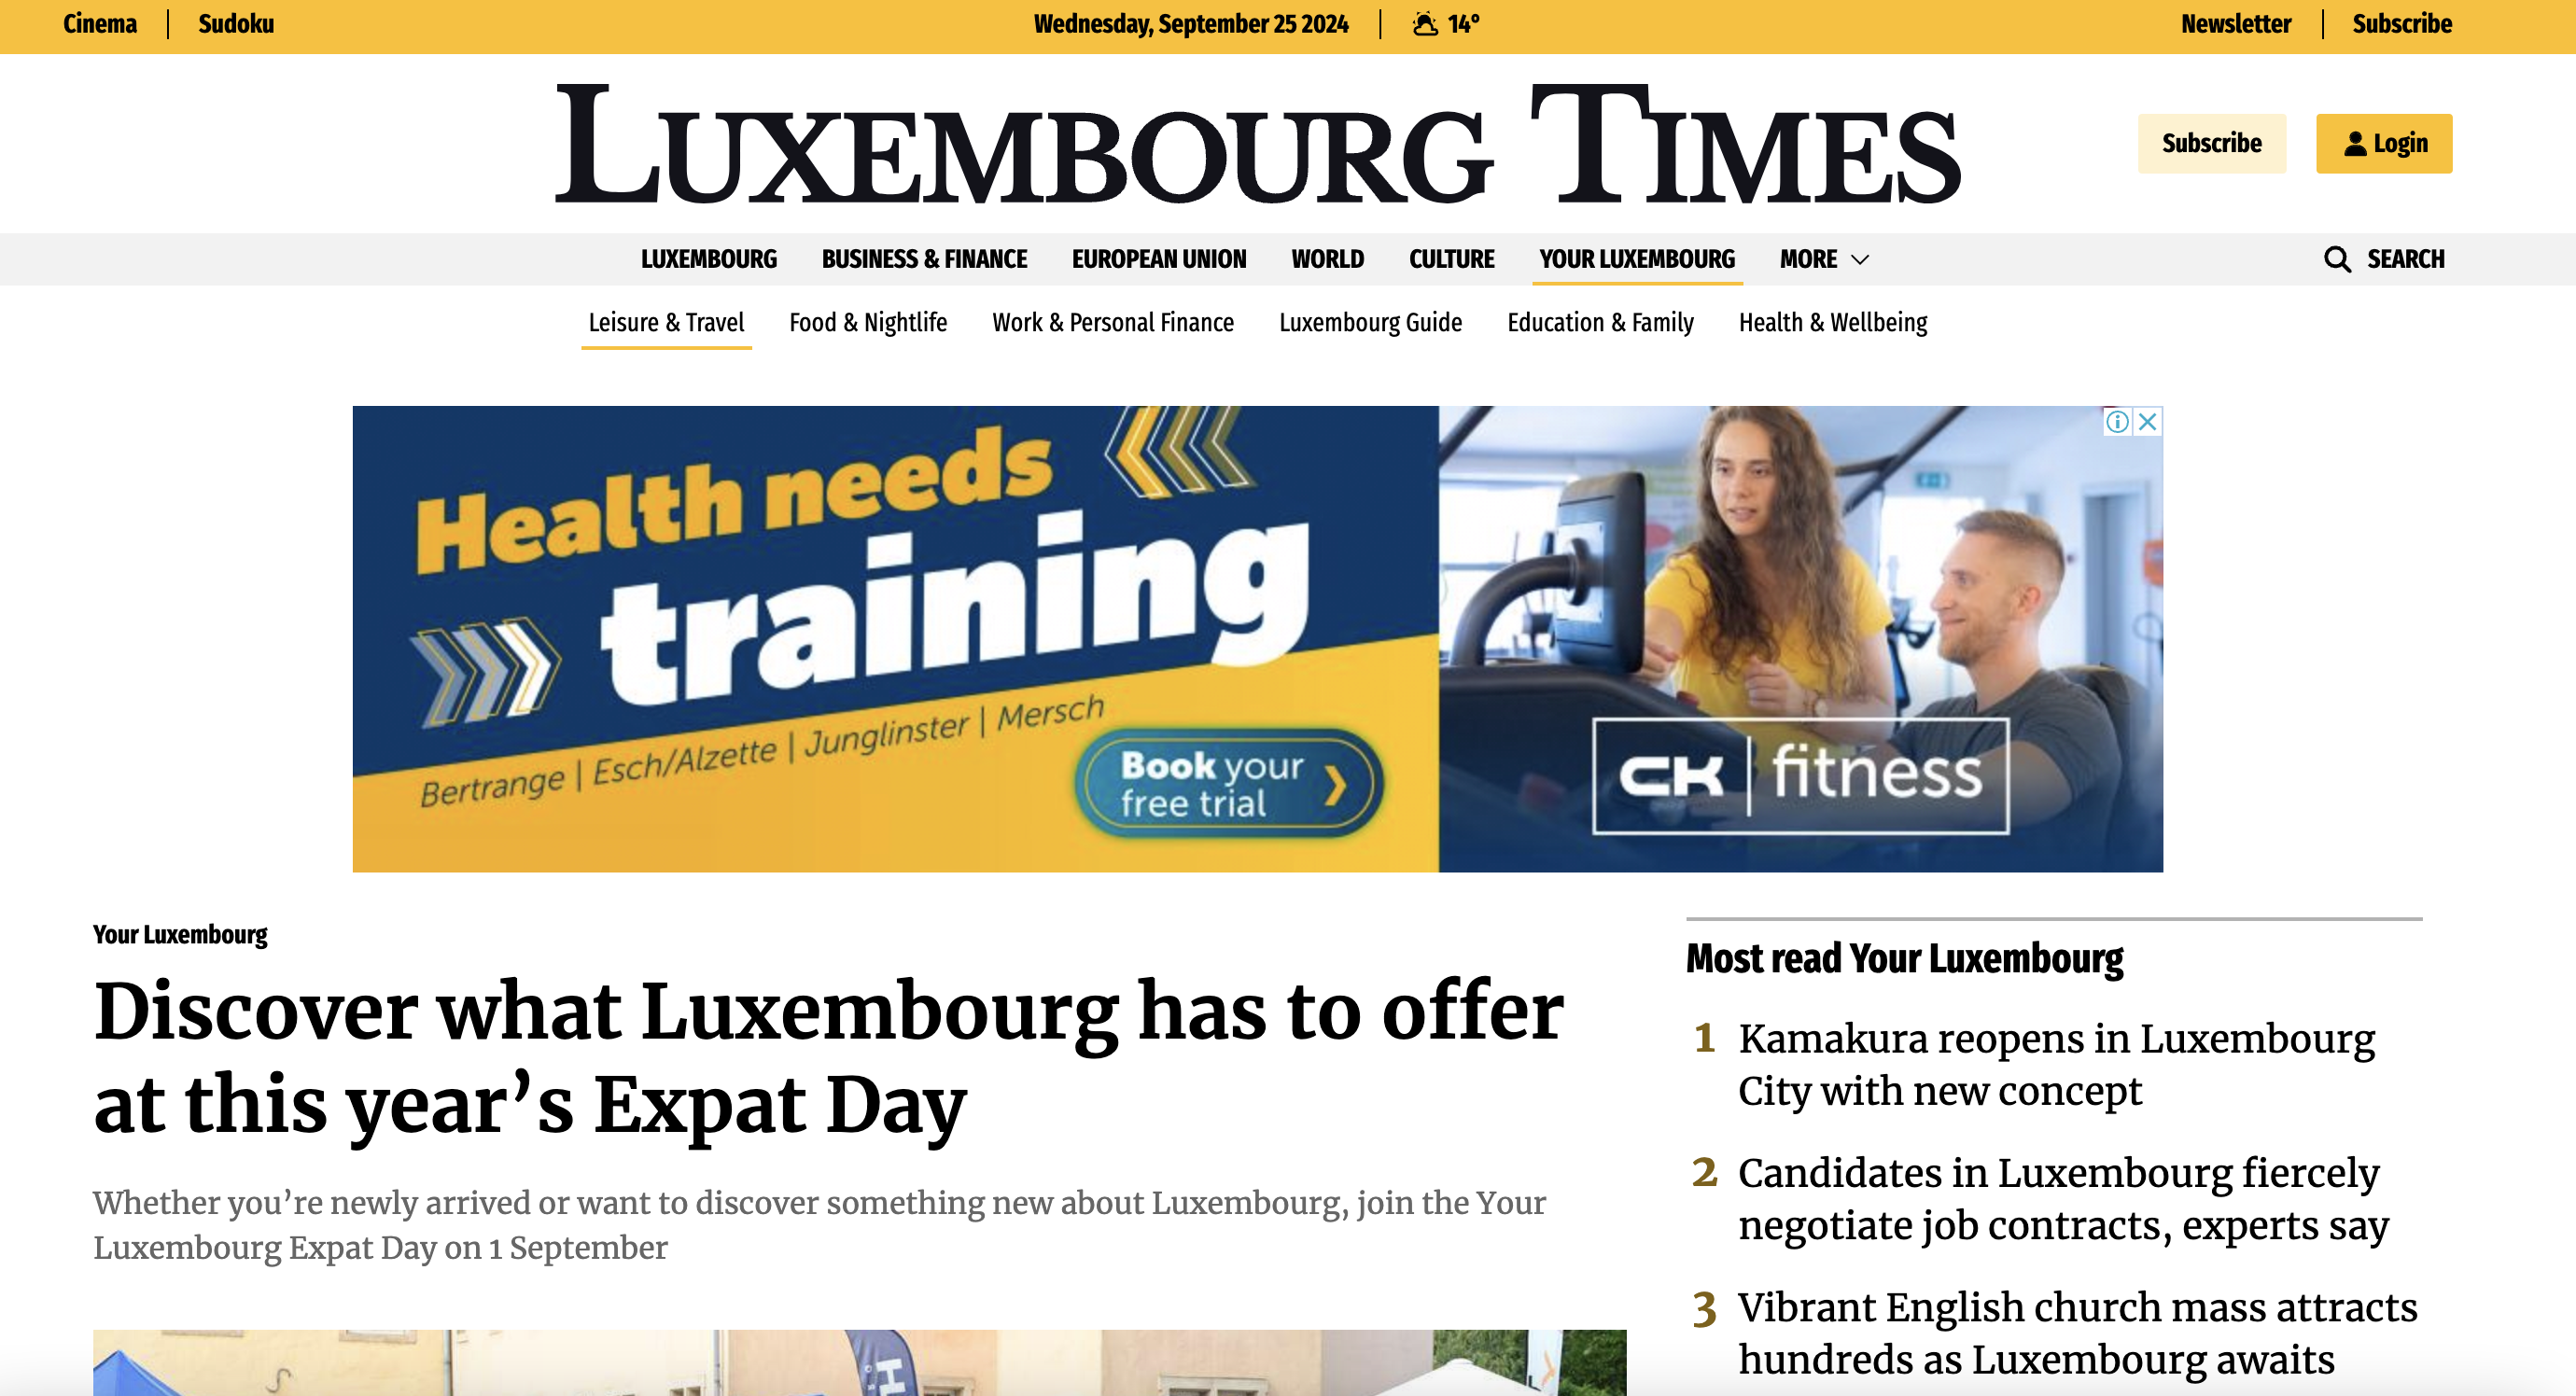 Cinema
Sudoku
Wednesday, September 25 2024
14°
Newsletter
Subscribe
LUXEMBOURG TIMES
Subscribe
Login
LUXEMBOURG
BUSINESS & FINANCE
EUROPEAN UNION
WORLD
CULTURE
YOUR LUXEMBOURG
MORE
SEARCH
Leisure & Travel
Food & Nightlife
Work & Personal Finance
Luxembourg Guide
Education & Family
Health & Wellbeing
Health needs
training
Bertrange | Esch/Alzette | Junglinster | Mersch
Book your
free trial
CK | fitness
Your Luxembourg
Discover what Luxembourg has to offer
at this year’s Expat Day
Whether you’re newly arrived or want to discover something new about Luxembourg, join the Your
Luxembourg Expat Day on 1 September
Most read Your Luxembourg
1 Kamakura reopens in Luxembourg
City with new concept
2 Candidates in Luxembourg fiercely
negotiate job contracts, experts say
3 Vibrant English church mass attracts
hundreds as Luxembourg awaits